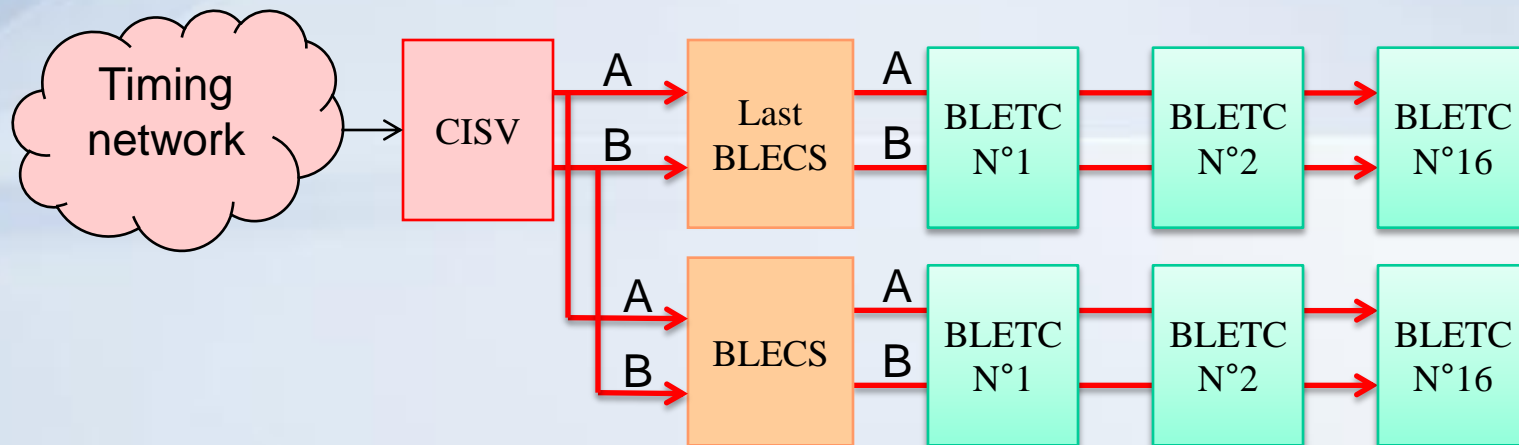 Timing
network
CISV
A
B
Last
BLECS
A
B
BLETC
N°1
BLETC
N°2
BLETC
N°16
A
B
BLECS
A
B
BLETC
N°1
BLETC
N°2
BLETC
N°16